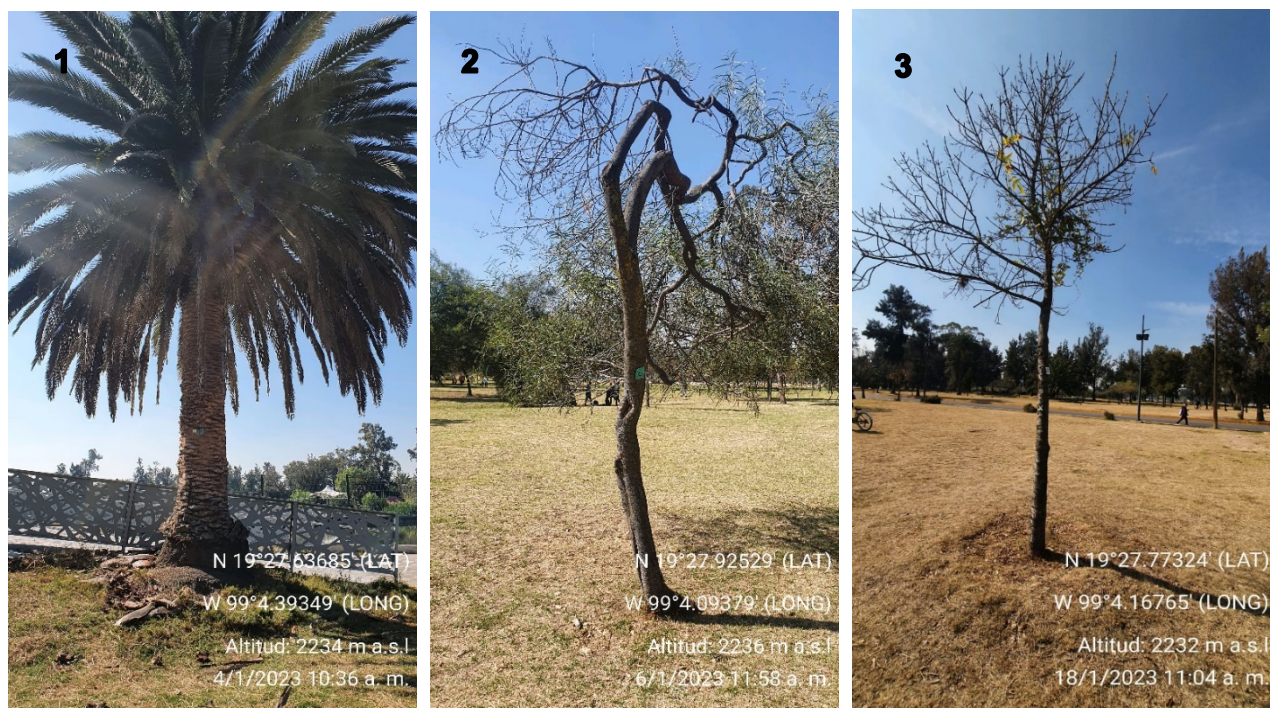 1
N 19°27.63685' (LAT)
W 99°4.39349' (LONG)
Altitud: 2234 m a.s.l
4/1/2023 10:36 a. m.
2
N 19°27.92529' (LAT)
W 99°4.09379' (LONG)
Altitud: 2236 m a.s.l
6/1/2023 11:58 a. m.
3
N 19°27.77324' (LAT)
W 99°4.16765' (LONG)
Altitud: 2232 m a.s.l
18/1/2023 11:04 a. m.